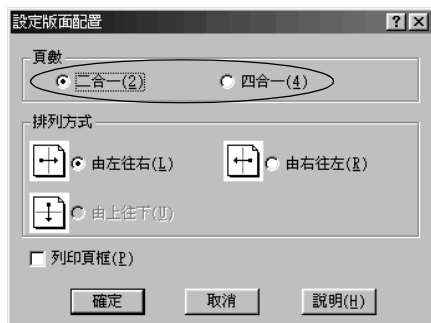 設定版面配置
頁數
二合一(2) 四合一(4)
排列方式
由左往右(L) 由右往左(R)
由上往下(U)
列印頁框(P)
確定 取消 說明(H)